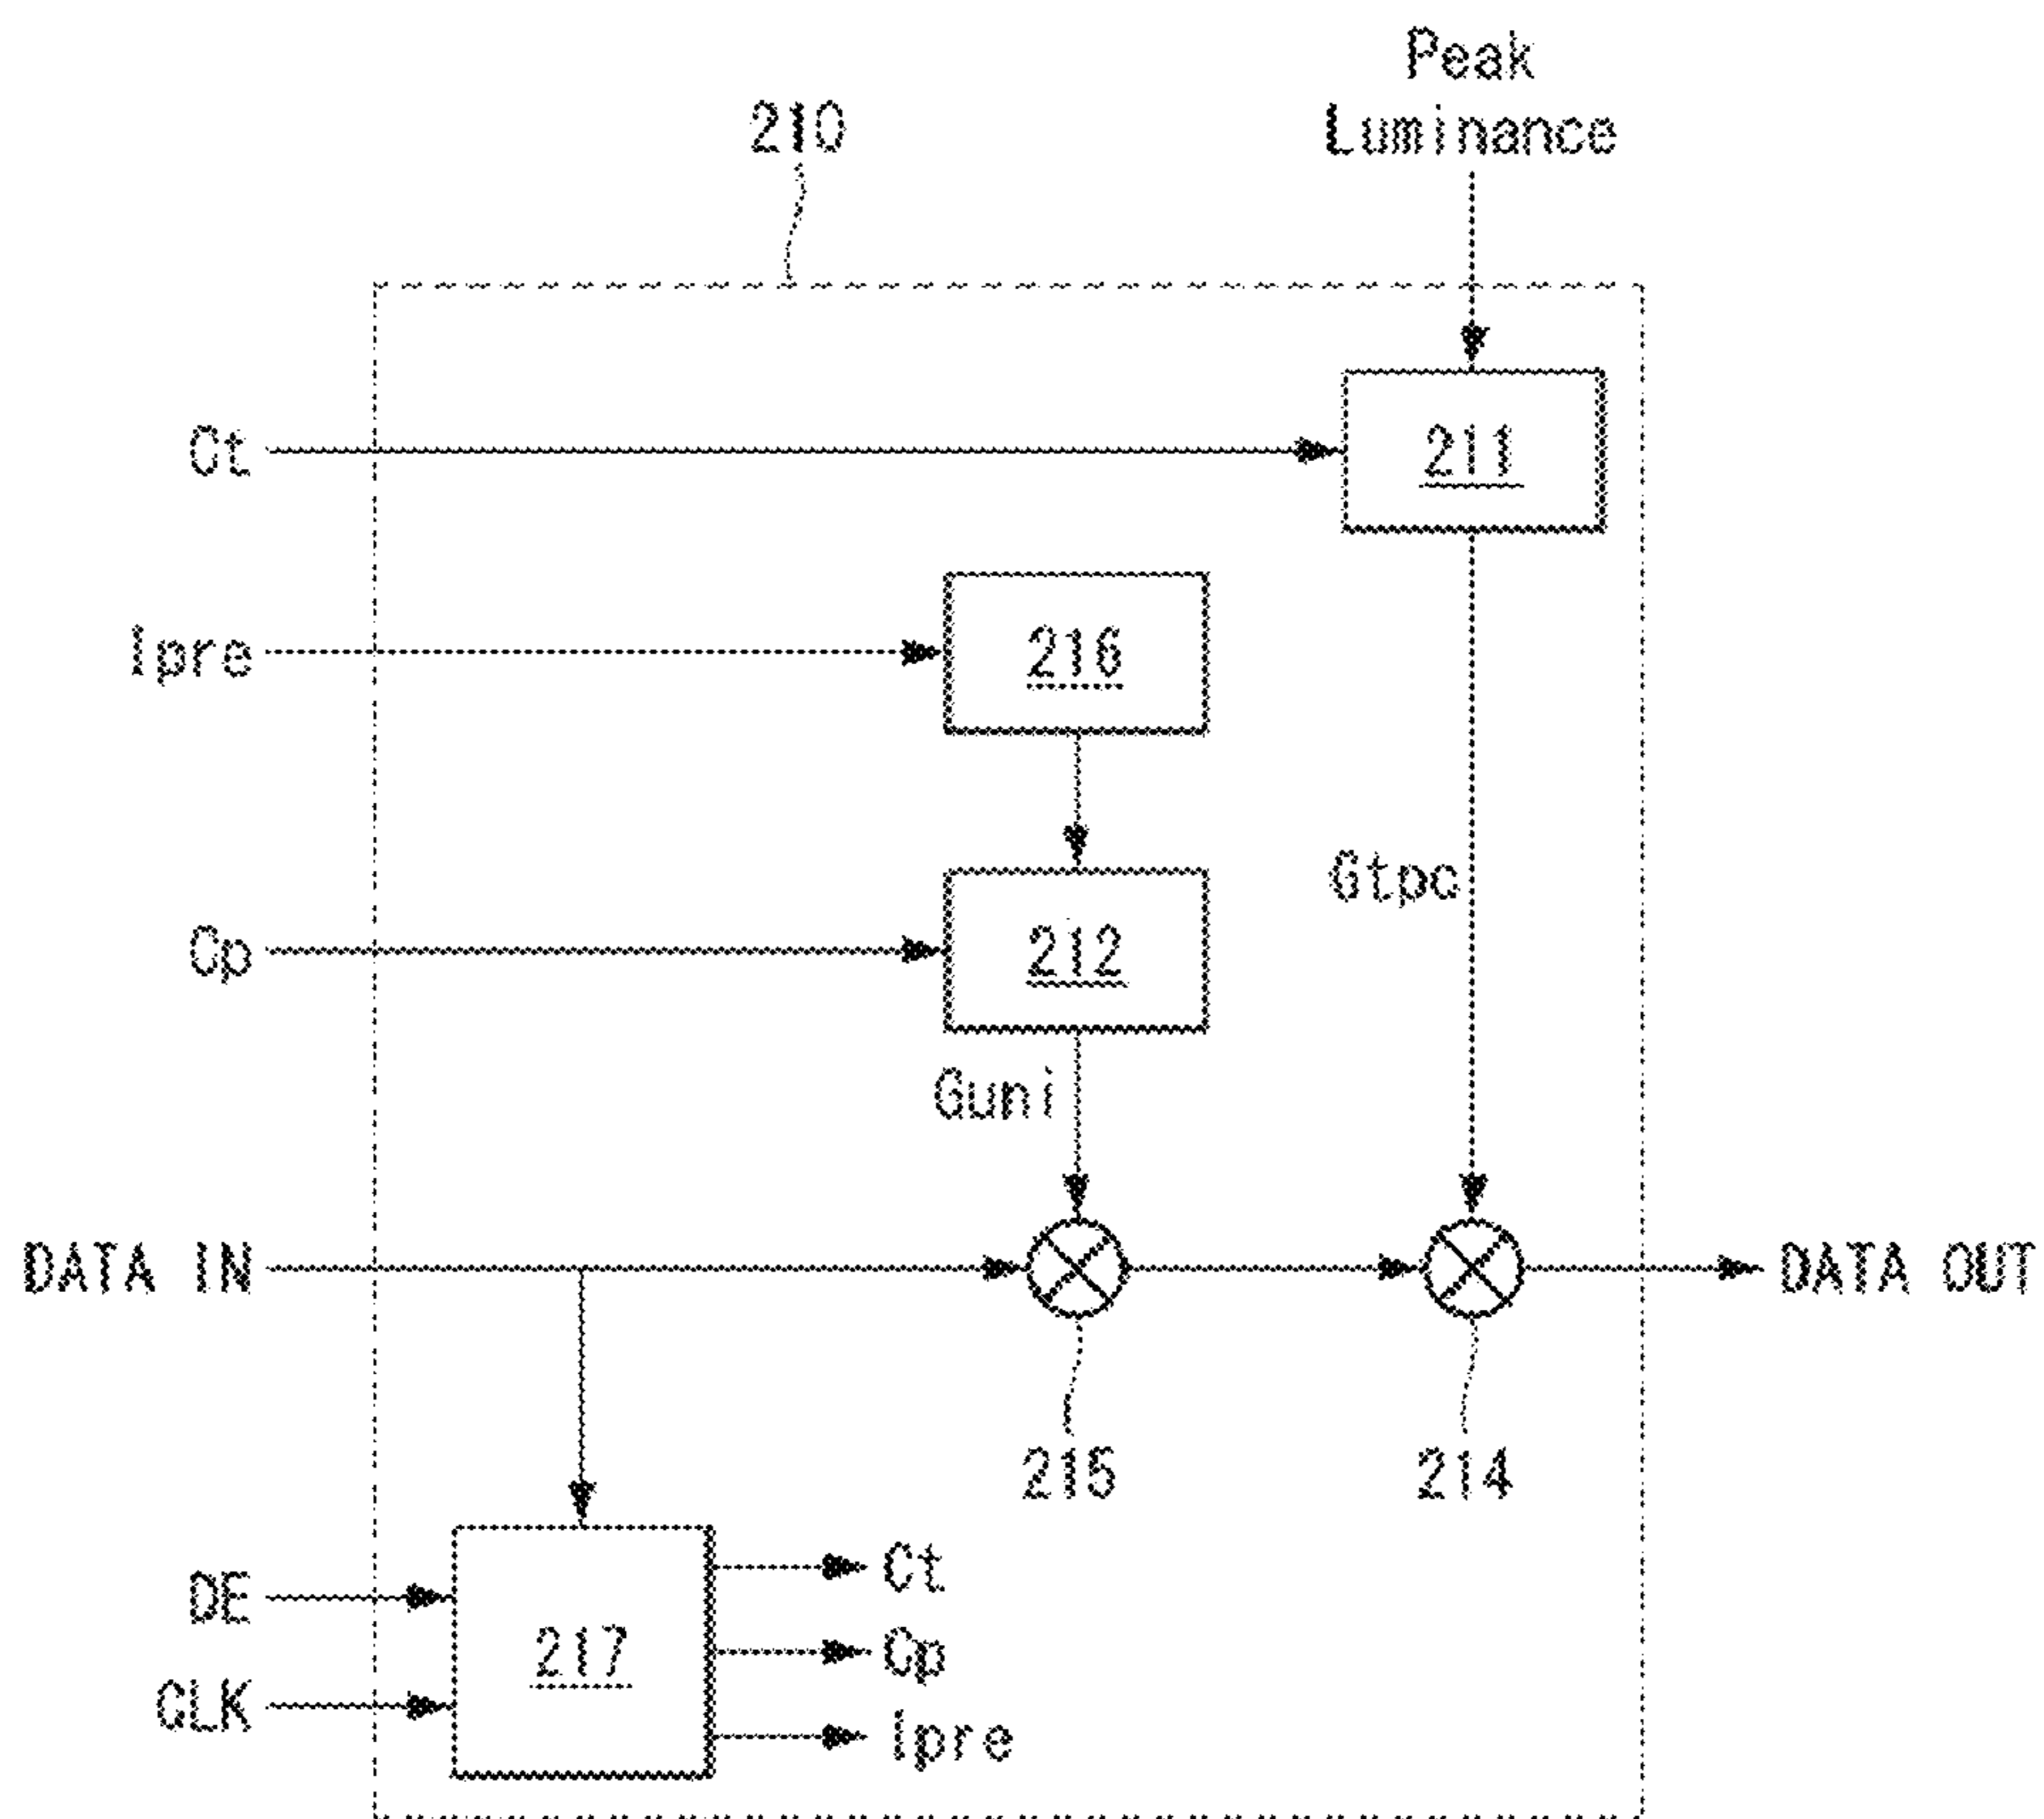 Peak
Luminance
210
Ct
211
Ipre
216
Gtpc
Cp
212
Guni
DATA IN
DATA OUT
215
214
DE
CLK
217
Ct
Cp
Ipre